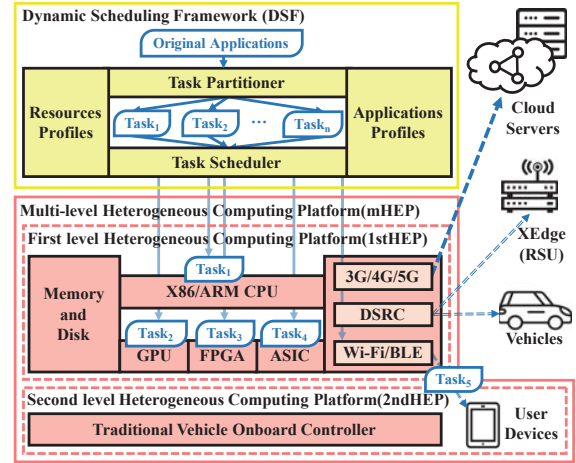 Dynamic Scheduling Framework (DSF)
Original Applications
Resources
Profiles
Task Partitioner
Task1
Task2
...
Taskn
Task Scheduler
Applications
Profiles
Cloud
Servers
Multi-level Heterogeneous Computing Platform(mHEP)
First level Heterogeneous Computing Platform(1stHEP)
Memory
and
Disk
Task1
X86/ARM CPU
Task2
Task3
Task4
GPU
FPGA
ASIC
3G/4G/5G
DSRC
Wi-Fi/BLE
XEdge
(RSU)
Vehicles
Task5
Second level Heterogeneous Computing Platform(2ndHEP)
Traditional Vehicle Onboard Controller
User
Devices